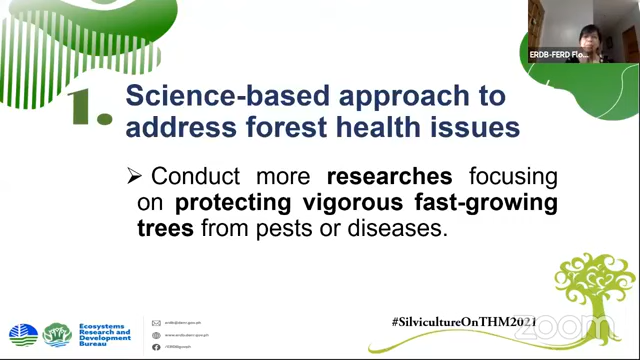 ERDB-FERD Flo...
1. Science-based approach to
address forest health issues
➢ Conduct more researches focusing
on protecting vigorous fast-growing
trees from pests or diseases.
Ecosystems
Research and
Development
Bureau
#SilvicultureOnTHM2021
zoom